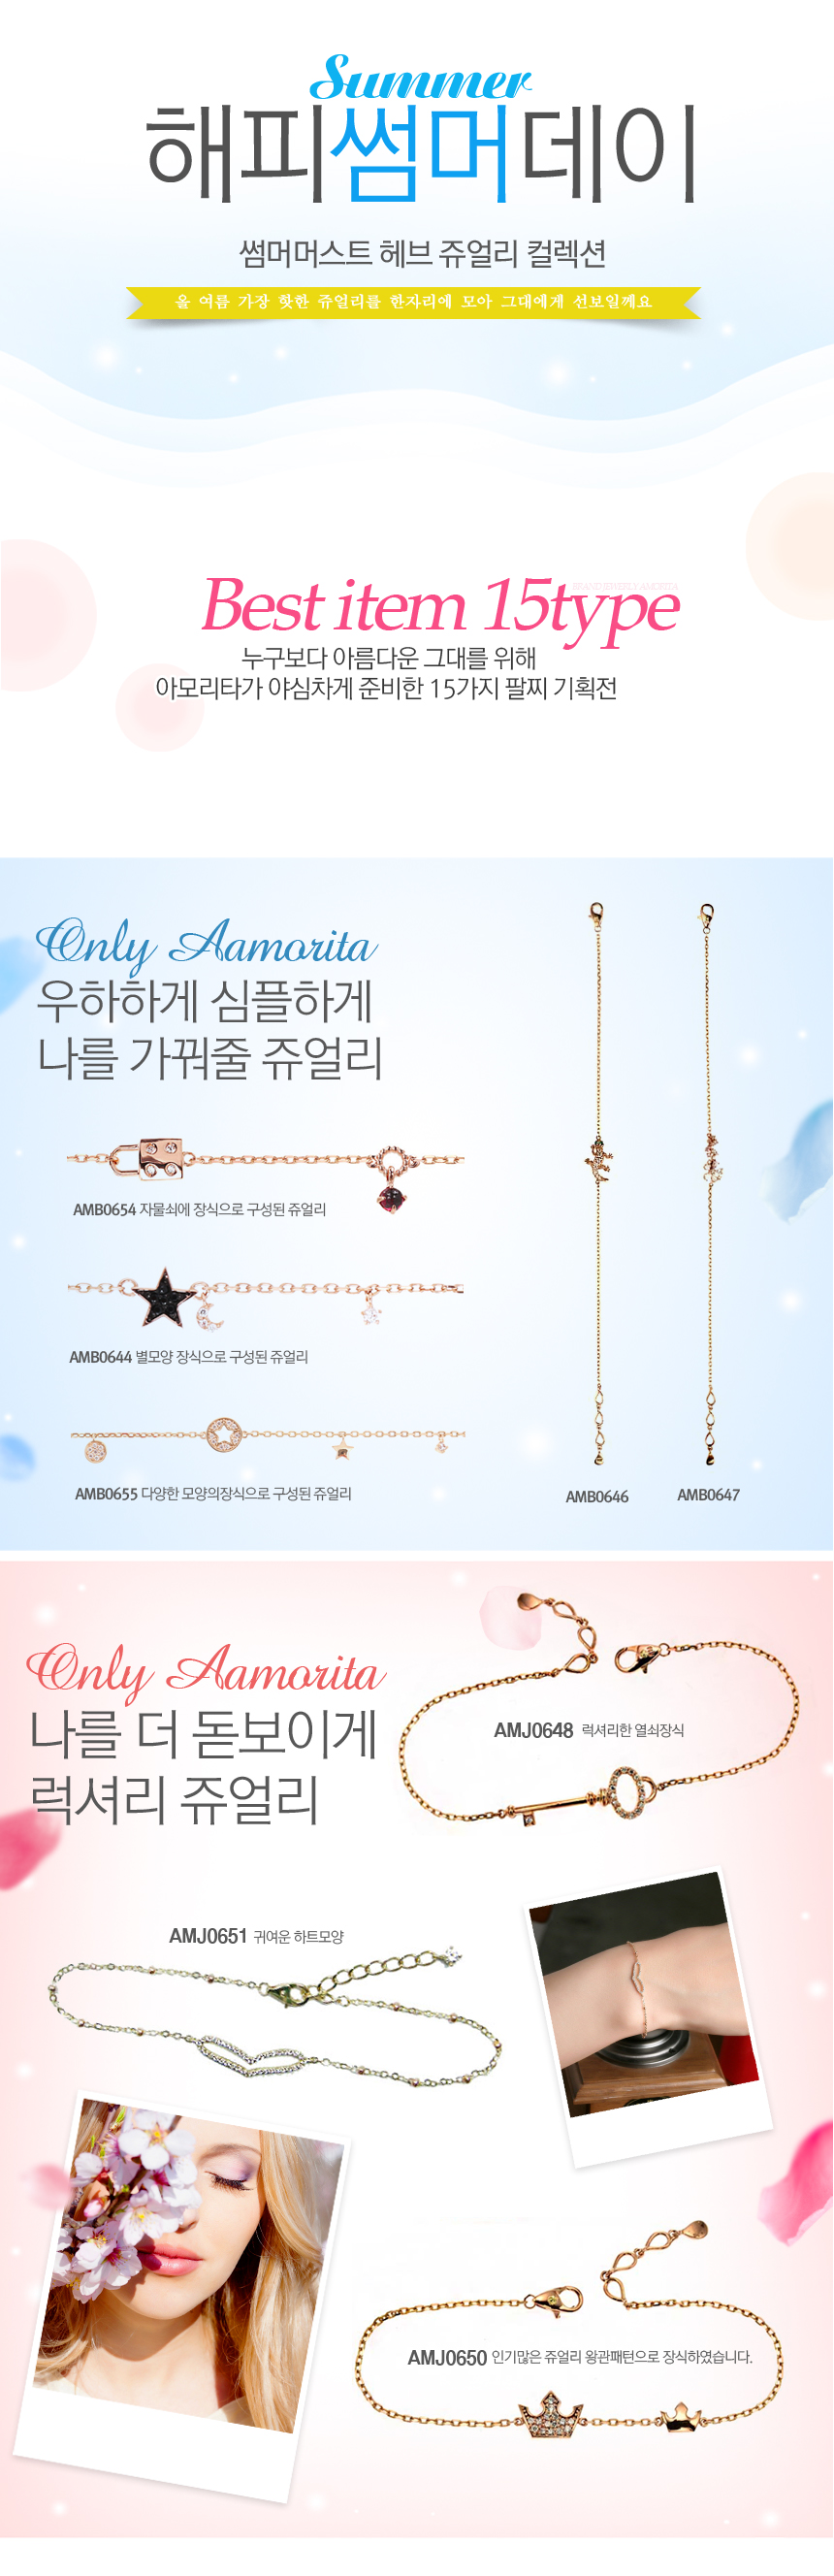 Summer
해피썸머데이
썸머머스트 헤브 쥬얼리 컬렉션
올 여름 가장 핫한 쥬얼리를 한자리에 모아 그대에게 선보일께요
Best item 15type
누구보다 아름다운 그대를 위해
아모리타가 야심차게 준비한 15가지 팔찌 기획전
Only Aamorita
우하하게 심플하게
나를 가꿔줄 쥬얼리
AMB0654 자물쇠에 장식으로 구성된 쥬얼리
AMB0644 별모양 장식으로 구성된 쥬얼리
AMB0655 다양한 모양의장식으로 구성된 쥬얼리
AMB0646
AMB0647
Only Aamorita
나를 더 돋보이게
럭셔리 쥬얼리
AMJ0648 럭셔리한 열쇠장식
AMJ0651 귀여운 하트모양
AMJ0650 인기많은 쥬얼리 왕관패턴으로 장식하였습니다.